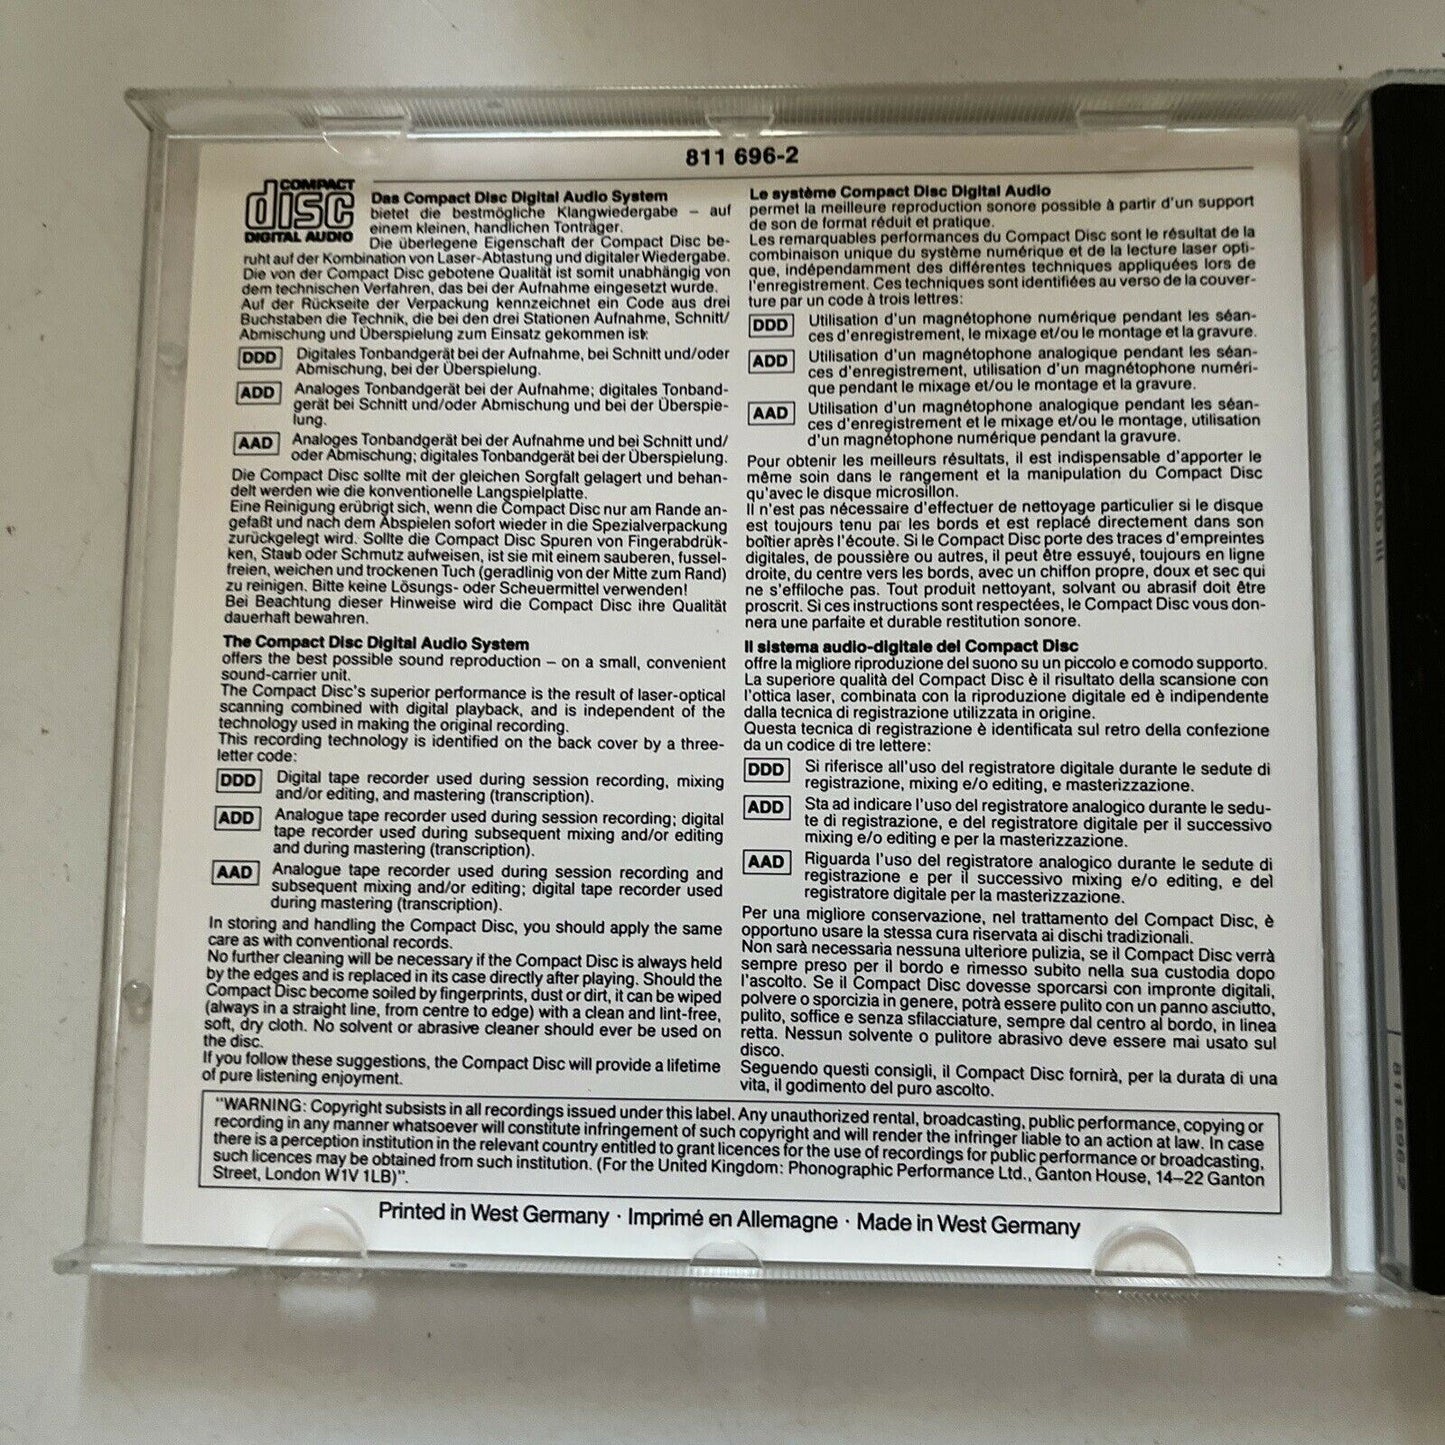 811 696-2
COMPACT
disc
DIGITAL AUDIO
Das Compact Disc Digital Audio System
bietet die bestmögliche Klangwiedergabe – auf
einem kleinen, handlichen Tonträger.
Die überlegene Eigenschaft der Compact Disc be-
ruht auf der Kombination von Laser-Abtastung und digitaler Wiedergabe.
Die von der Compact Disc gebotene Qualität ist somit unabhängig von
dem technischen Verfahren, das bei der Aufnahme eingesetzt wurde.
Auf der Rückseite der Verpackung kennzeichnet ein Code aus drei
Buchstaben die Technik, die bei den drei Stationen Aufnahme, Schnitt/
Abmischung und Überspielung zum Einsatz gekommen ist:
DDD Digitales Tonbandgerät bei der Aufnahme, bei Schnitt und/oder
Abmischung, bei der Überspielung.
ADD Analoges Tonbandgerät bei der Aufnahme; digitales Tonband-
gerät bei Schnitt und/oder Abmischung und bei der Überspie-
lung.
AAD Analoges Tonbandgerät bei der Aufnahme und bei Schnitt und/
oder Abmischung; digitales Tonbandgerät bei der Überspielung.
Die Compact Disc sollte mit der gleichen Sorgfalt gelagert und behan-
delt werden wie die konventionelle Langspielplatte.
Eine Reinigung erübrigt sich, wenn die Compact Disc nur am Rande an-
gefaßt und nach dem Abspielen sofort wieder in die Spezialverpackung
zurückgelegt wird. Sollte die Compact Disc Spuren von Fingerabdrük-
ken, Staub oder Schmutz aufweisen, ist sie mit einem sauberen, fussel-
freien, weichen und trockenen Tuch (geradlinig von der Mitte zum Rand)
zu reinigen. Bitte keine Lösungs- oder Scheuermittel verwenden!
Bei Beachtung dieser Hinweise wird die Compact Disc ihre Qualität
dauerhaft bewahren.
The Compact Disc Digital Audio System
offers the best possible sound reproduction – on a small, convenient
sound-carrier unit.
The Compact Disc's superior performance is the result of laser-optical
scanning combined with digital playback, and is independent of the
technology used in making the original recording.
This recording technology is identified on the back cover by a three-
letter code:
DDD Digital tape recorder used during session recording, mixing
and/or editing, and mastering (transcription).
ADD Analogue tape recorder used during session recording; digital
tape recorder used during subsequent mixing and/or editing
and during mastering (transcription).
AAD Analogue tape recorder used during session recording and
subsequent mixing and/or editing; digital tape recorder used
during mastering (transcription).
In storing and handling the Compact Disc, you should apply the same
care as with conventional records.
No further cleaning will be necessary if the Compact Disc is always held
by the edges and is replaced in its case directly after playing. Should the
Compact Disc become soiled by fingerprints, dust or dirt, it can be wiped
(always in a straight line, from centre to edge) with a clean and lint-free,
soft, dry cloth. No solvent or abrasive cleaner should ever be used on
the disc.
If you follow these suggestions, the Compact Disc will provide a lifetime
of pure listening enjoyment.
Le système Compact Disc Digital Audio
permet la meilleure reproduction sonore possible à partir d'un support
de son de format réduit et pratique.
Les remarquables performances du Compact Disc sont le résultat de la
combinaison unique du système numérique et de la lecture laser opti-
que, indépendamment des différentes techniques appliquées lors de
l'enregistrement. Ces techniques sont identifiées au verso de la couver-
ture par un code à trois lettres:
DDD Utilisation d'un magnétophone numérique pendant les séan-
ces d'enregistrement, le mixage et/ou le montage et la gravure.
ADD Utilisation d'un magnétophone analogique pendant les séan-
ces d'enregistrement, utilisation d'un magnétophone numéri-
que pendant le mixage et/ou le montage et la gravure.
AAD Utilisation d'un magnétophone analogique pendant les séan-
ces d'enregistrement et le mixage et/ou le montage, utilisation
d'un magnétophone numérique pendant la gravure.
Pour obtenir les meilleurs résultats, il est indispensable d'apporter le
même soin dans le rangement et la manipulation du Compact Disc
qu'avec le disque microsillon.
Il n'est pas nécessaire d'effectuer de nettoyage particulier si le disque
est toujours tenu par les bords et est replacé directement dans son
boîtier après l'écoute. Si le Compact Disc porte des traces d'empreintes
digitales, de poussière ou autres, il peut être essuyé, toujours en ligne
droite, du centre vers les bords, avec un chiffon propre, doux et sec qui
ne s'effiloche pas. Tout produit nettoyant, solvant ou abrasif doit être
proscrit. Si ces instructions sont respectées, le Compact Disc vous don-
nera une parfaite et durable restitution sonore.
Il sistema audio-digitale del Compact Disc
offre la migliore riproduzione del suono su un piccolo e comodo supporto.
La superiore qualità del Compact Disc è il risultato della scansione con
l'ottica laser, combinata con la riproduzione digitale ed è indipendente
dalla tecnica di registrazione utilizzata in origine.
Questa tecnica di registrazione è identificata sul retro della confezione
da un codice di tre lettere:
DDD Si riferisce all'uso del registratore digitale durante le sedute di
registrazione, mixing e/o editing, e masterizzazione.
ADD Sta ad indicare l'uso del registratore analogico durante le sedu-
te di registrazione, e del registratore digitale per il successivo
mixing e/o editing e per la masterizzazione.
AAD Riguarda l'uso del registratore analogico durante le sedute di
registrazione e per il successivo mixing e/o editing, e del
registratore digitale per la masterizzazione.
Per una migliore conservazione, nel trattamento del Compact Disc, è
opportuno usare la stessa cura riservata ai dischi tradizionali.
Non sarà necessaria nessuna ulteriore pulizia, se il Compact Disc verrà
sempre preso per il bordo e rimesso subito nella sua custodia dopo
l'ascolto. Se il Compact Disc dovesse sporcarsi con impronte digitali,
polvere o sporcizia in genere, potrà essere pulito con un panno asciutto,
pulito, soffice e senza sfilacciature, sempre dal centro al bordo, in linea
retta. Nessun solvente o pulitore abrasivo deve essere mai usato sul
disco.
Seguendo questi consigli, il Compact Disc fornirà, per la durata di una
vita, il godimento del puro ascolto.
"WARNING: Copyright subsists in all recordings issued under this label. Any unauthorized rental, broadcasting, public performance, copying or
recording in any manner whatsoever will constitute infringement of such copyright and will render the infringer liable to an action at law. In case
there is a perception institution in the relevant country entitled to grant licences for the use of recordings for public performance or broadcasting,
such licences may be obtained from such institution. (For the United Kingdom: Phonographic Performance Ltd., Ganton House, 14–22 Ganton
Street, London W1V 1LB)".
Printed in West Germany · Imprimé en Allemagne · Made in West Germany
811 696-2